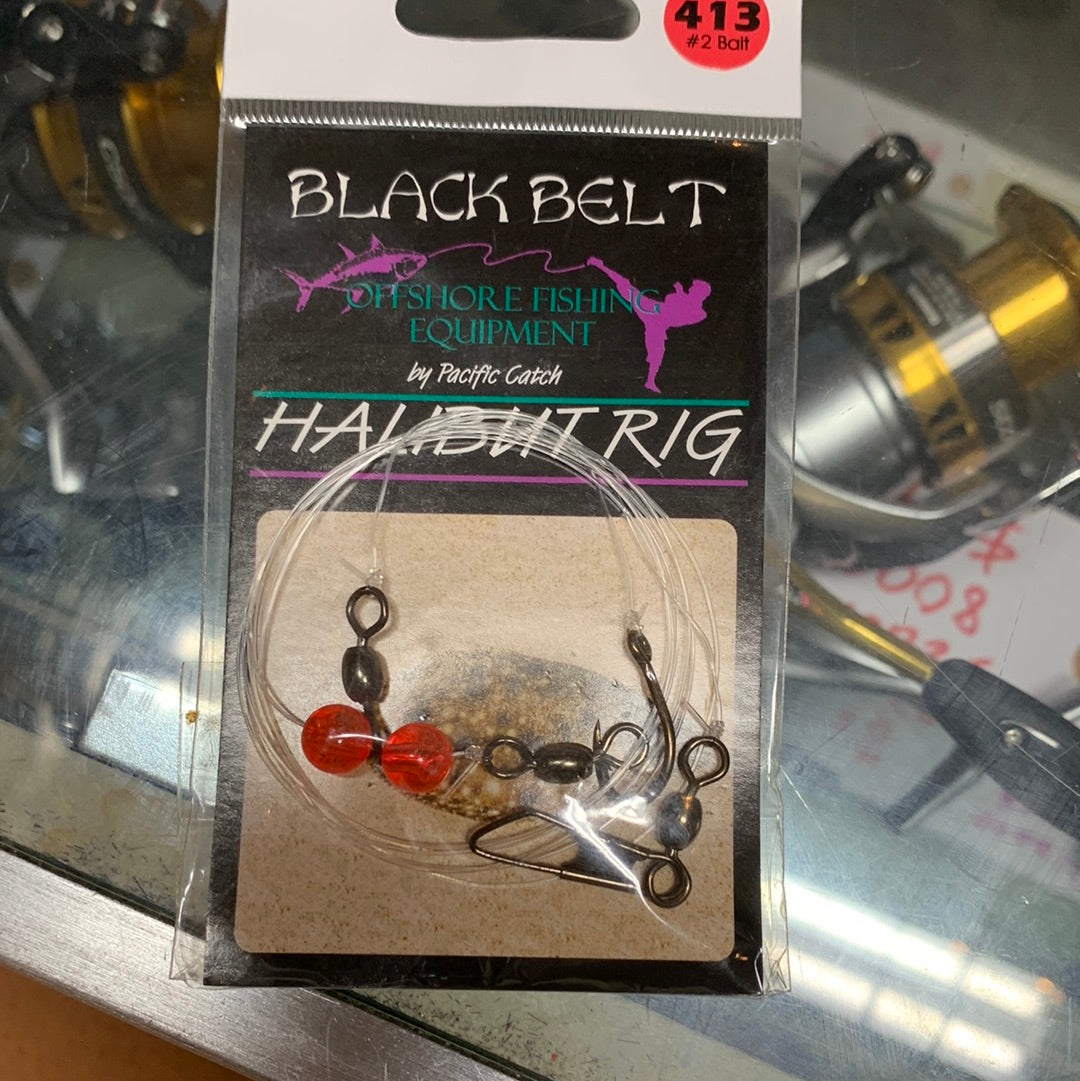 413
#2 Bait
BLACK BELT
OFFSHORE FISHING
EQUIPMENT
by Pacific Catch
HALIBUT RIG